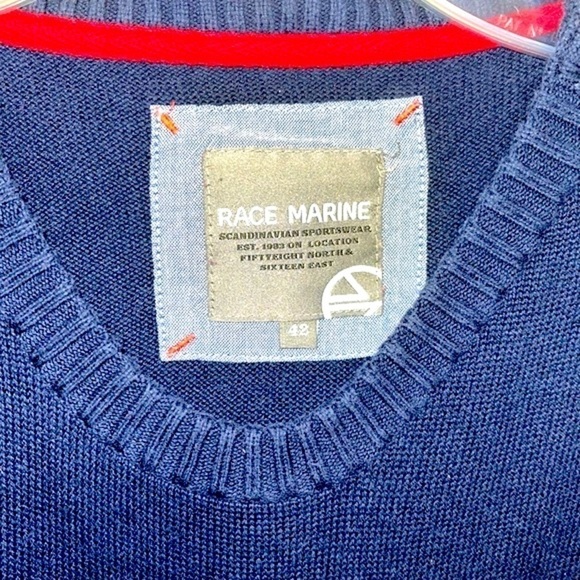 RACE MARINE
SCANDINAVIAN SPORTSWEAR
EST. 1983 ON LOCATION
FIFTYEIGHT NORTH &
SIXTEEN EAST
42